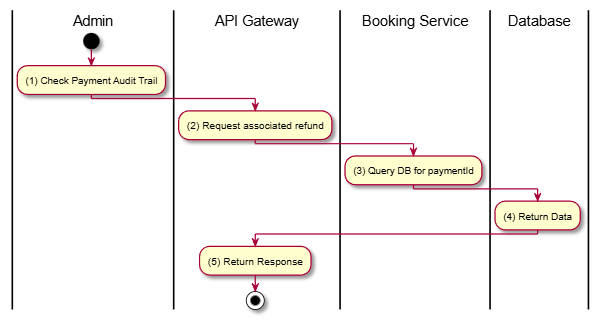 Admin
API Gateway
Booking Service
Database
(1) Check Payment Audit Trail
(2) Request associated refund
(3) Query DB for paymentId
(4) Return Data
(5) Return Response